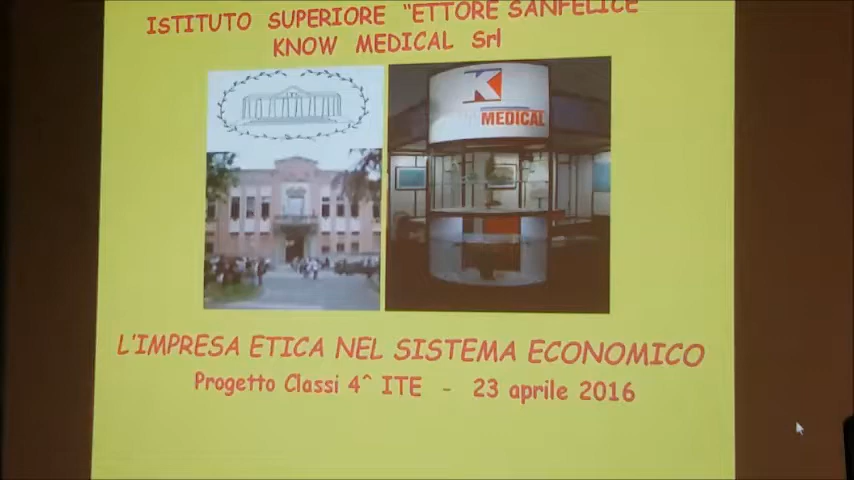 ISTITUTO SUPERIORE "ETTORE SANFELICE
KNOW MEDICAL Srl
K
MEDICAL
L'IMPRESA ETICA NEL SISTEMA ECONOMICO
Progetto Classi 4^ ITE - 23 aprile 2016